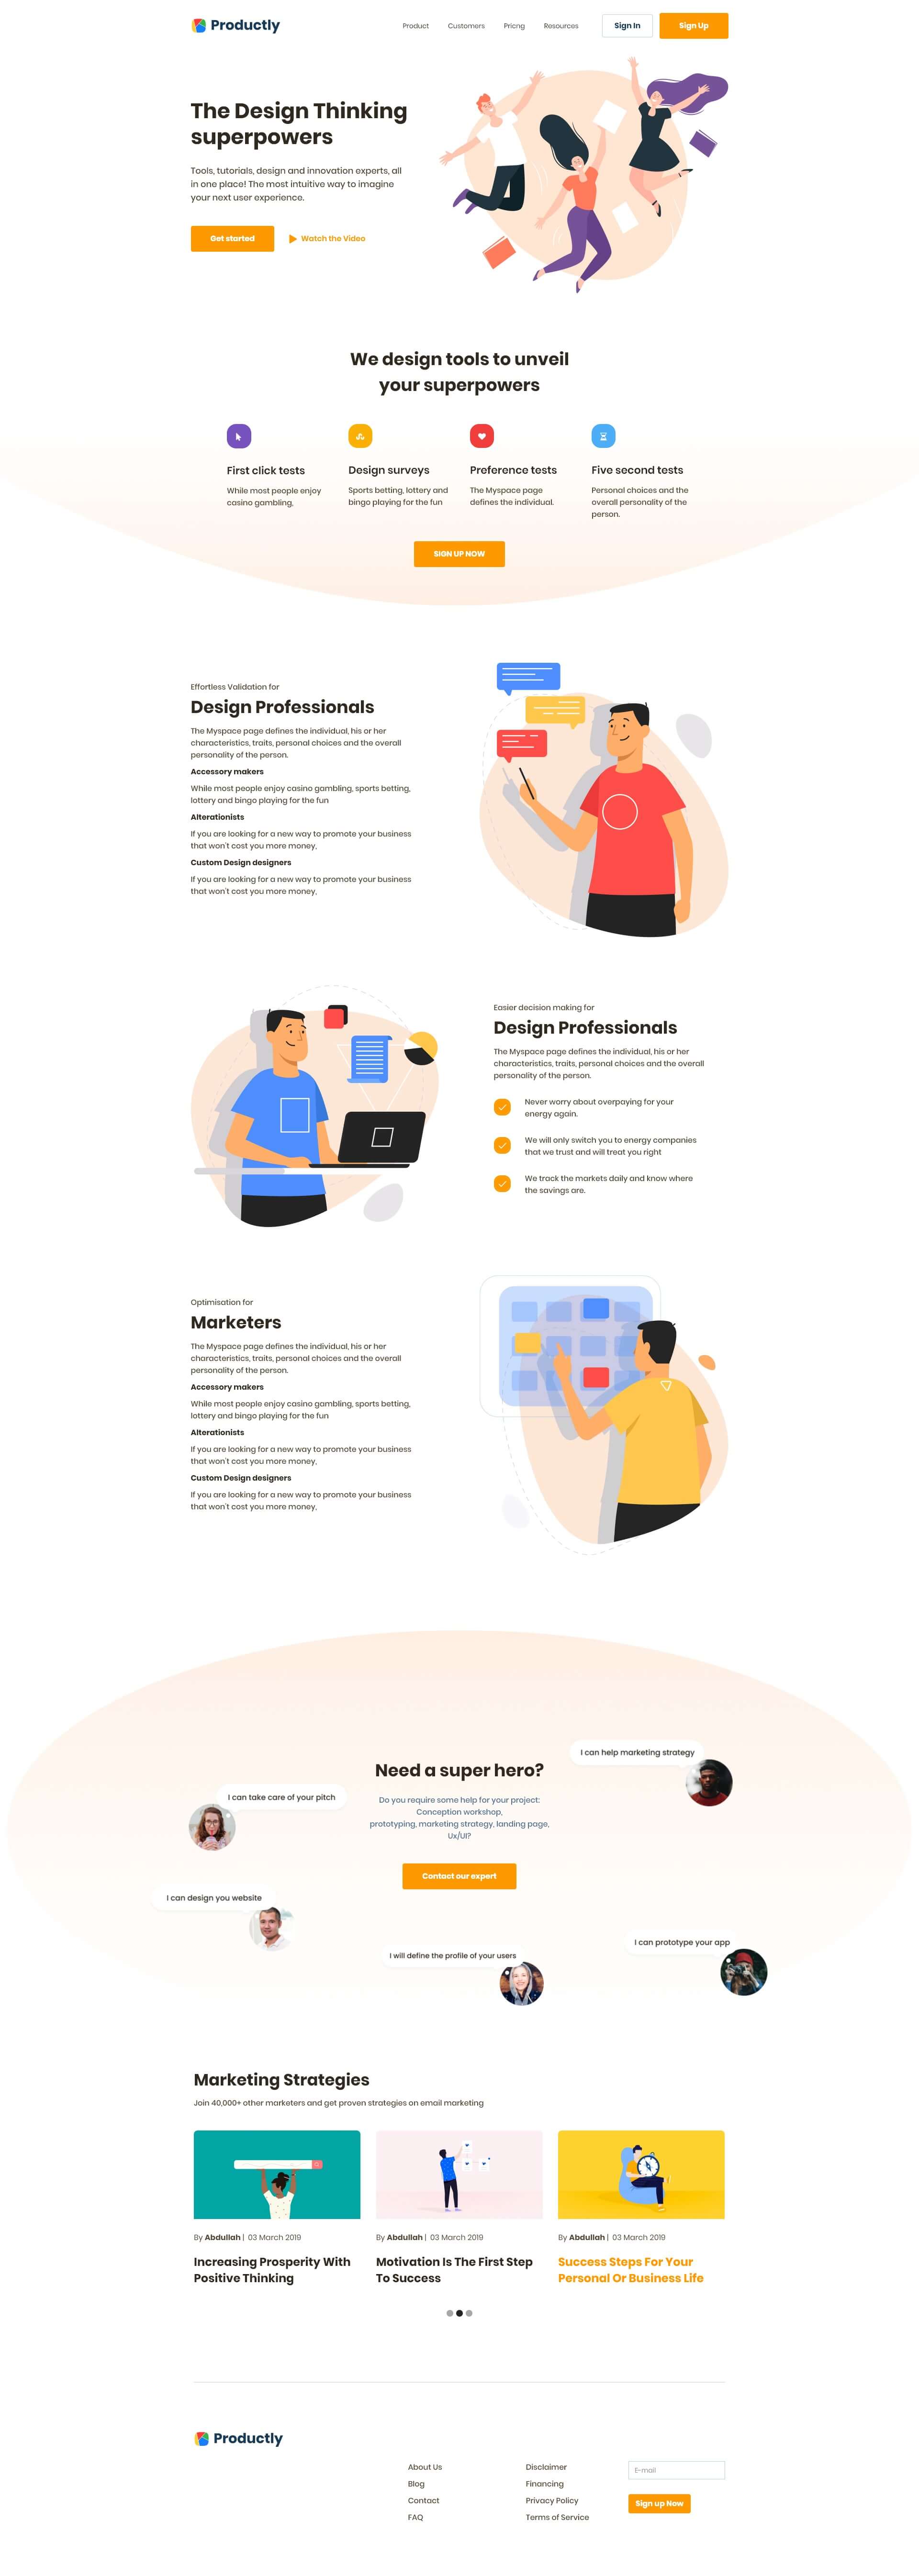 Productly
Product
Customers
Pricng
Resources
Sign In
Sign Up
The Design Thinking
superpowers
Tools, tutorials, design and innovation experts, all
in one place! The most intuitive way to imagine
your next user experience.
Get started
Watch the Video
We design tools to unveil
your superpowers
First click tests
While most people enjoy
casino gambling,
Design surveys
Sports betting, lottery and
bingo playing for the fun
Preference tests
The Myspace page
defines the individual.
Five second tests
Personal choices and the
overall personality of the
person.
SIGN UP NOW
Effortless Validation for
Design Professionals
The Myspace page defines the individual, his or her
characteristics, traits, personal choices and the overall
personality of the person.
Accessory makers
While most people enjoy casino gambling, sports betting,
lottery and bingo playing for the fun
Alterationists
If you are looking for a new way to promote your business
that won't cost you more money,
Custom Design designers
If you are looking for a new way to promote your business
that won't cost you more money,
Easier decision making for
Design Professionals
The Myspace page defines the individual, his or her
characteristics, traits, personal choices and the overall
personality of the person.
Never worry about overpaying for your
energy again.
We will only switch you to energy companies
that we trust and will treat you right
We track the markets daily and know where
the savings are.
Optimisation for
Marketers
The Myspace page defines the individual, his or her
characteristics, traits, personal choices and the overall
personality of the person.
Accessory makers
While most people enjoy casino gambling, sports betting,
lottery and bingo playing for the fun
Alterationists
If you are looking for a new way to promote your business
that won't cost you more money,
Custom Design designers
If you are looking for a new way to promote your business
that won't cost you more money,
I can help marketing strategy
Need a super hero?
I can take care of your pitch
Do you require some help for your project:
Conception workshop,
prototyping, marketing strategy, landing page,
Ux/UI?
Contact our expert
I can design you website
I can prototype your app
I will define the profile of your users
Marketing Strategies
Join 40,000+ other marketers and get proven strategies on email marketing
By Abdullah | 03 March 2019
Increasing Prosperity With
Positive Thinking
By Abdullah | 03 March 2019
Motivation Is The First Step
To Success
By Abdullah | 03 March 2019
Success Steps For Your
Personal Or Business Life
Productly
About Us
Blog
Contact
FAQ
Disclaimer
Financing
Privacy Policy
Terms of Service
E-mail
Sign up Now